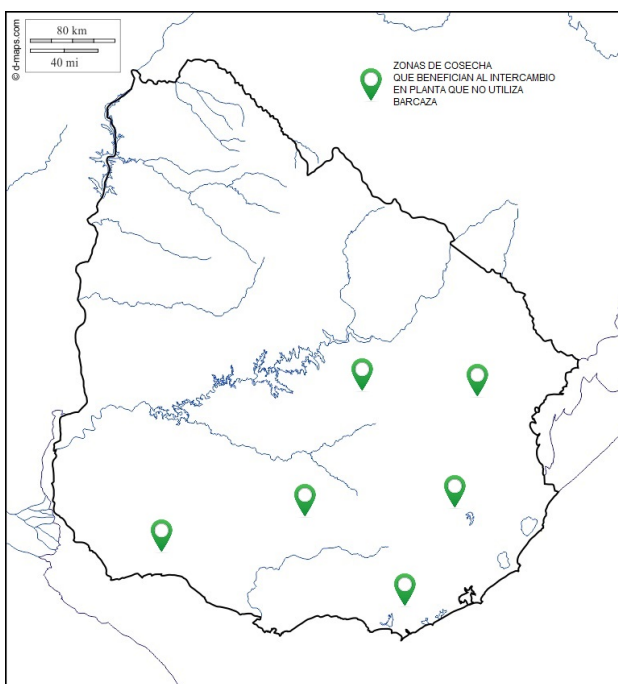 80 km
40 mi
© d-maps.com
ZONAS DE COSECHA
QUE BENEFICIAN AL INTERCAMBIO
EN PLANTA QUE NO UTILIZA
BARCAZA